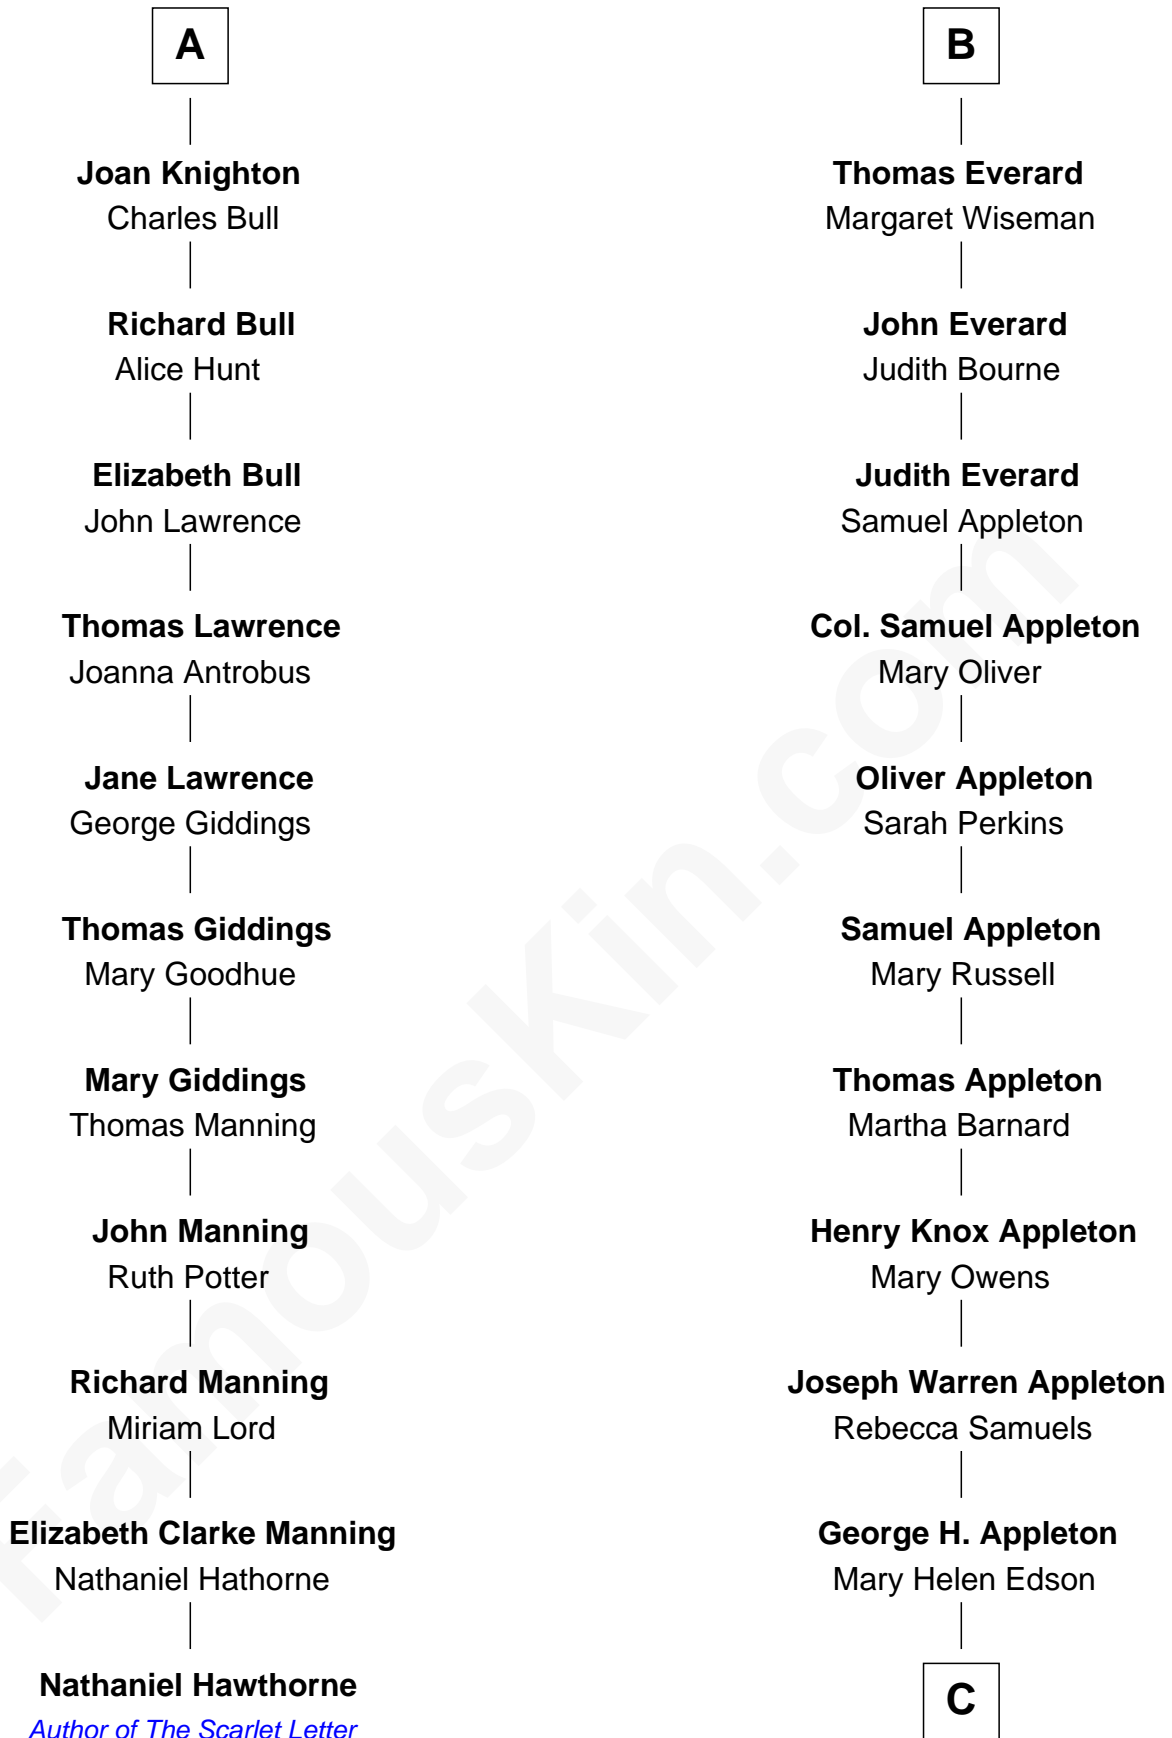 A
Joan Knighton
Charles Bull
Richard Bull
Alice Hunt
Elizabeth Bull
John Lawrence
Thomas Lawrence
Joanna Antrobus
Jane Lawrence
George Giddings
Thomas Giddings
Mary Goodhue
Mary Giddings
Thomas Manning
John Manning
Ruth Potter
Richard Manning
Miriam Lord
Elizabeth Clarke Manning
Nathaniel Hathorne
Nathaniel Hawthorne
Author of The Scarlet Letter
B
Thomas Everard
Margaret Wiseman
John Everard
Judith Bourne
Judith Everard
Samuel Appleton
Col. Samuel Appleton
Mary Oliver
Oliver Appleton
Sarah Perkins
Samuel Appleton
Mary Russell
Thomas Appleton
Martha Barnard
Henry Knox Appleton
Mary Owens
Joseph Warren Appleton
Rebecca Samuels
George H. Appleton
Mary Helen Edson
C
famouskin.com